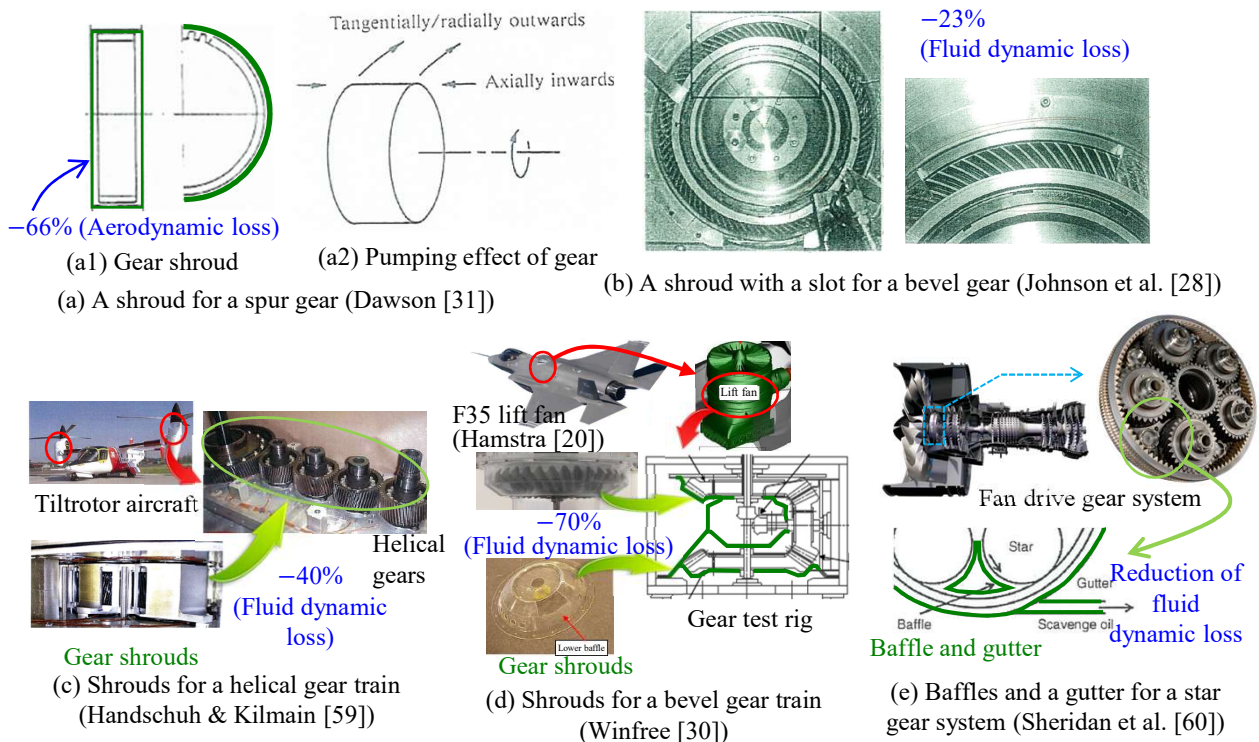 Tangentially/radially outwards
Axially inwards
−66% (Aerodynamic loss)
(a1) Gear shroud
(a2) Pumping effect of gear
(a) A shroud for a spur gear (Dawson [31])
−23%
(Fluid dynamic loss)
(b) A shroud with a slot for a bevel gear (Johnson et al. [28])
Tiltrotor aircraft
Helical
gears
−40%
(Fluid dynamic
loss)
Gear shrouds
(c) Shrouds for a helical gear train
(Handschuh & Kilmain [59])
F35 lift fan
(Hamstra [20])
Lift fan
−70%
(Fluid dynamic loss)
Gear test rig
Lower baffle
Gear shrouds
(d) Shrouds for a bevel gear train
(Winfree [30])
Fan drive gear system
Star
Gutter
Baffle
Scavenge oil
Reduction of
fluid
dynamic loss
Baffle and gutter
(e) Baffles and a gutter for a star
gear system (Sheridan et al. [60])